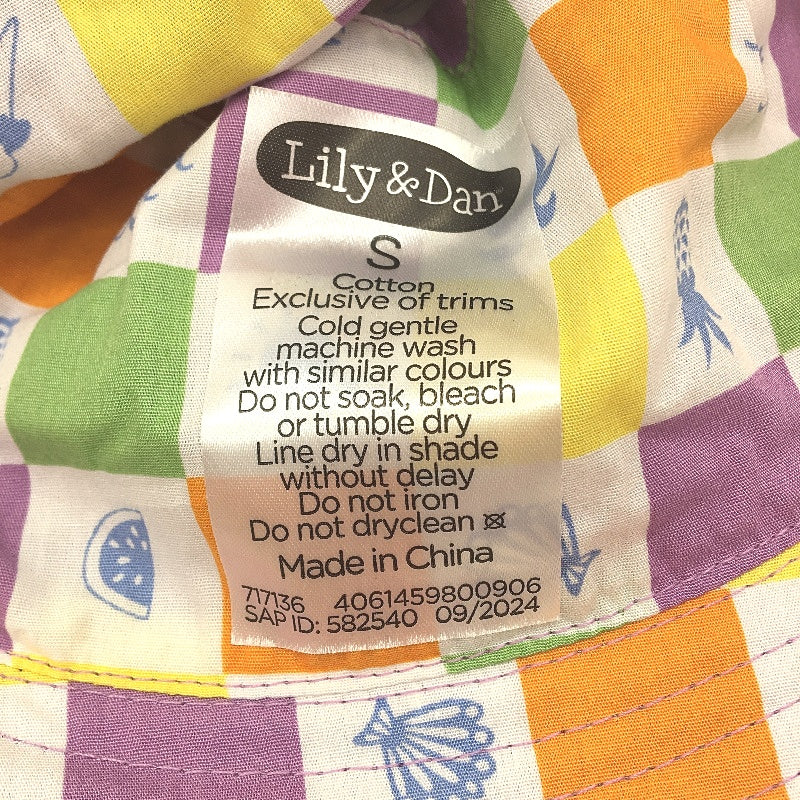 Lily & Dan
S
Cotton
Exclusive of trims
Cold gentle
machine wash
with similar colours
Do not soak, bleach
or tumble dry
Line dry in shade
without delay
Do not iron
Do not dryclean
Made in China
717136 4061459800906
SAP ID: 582540 09/2024